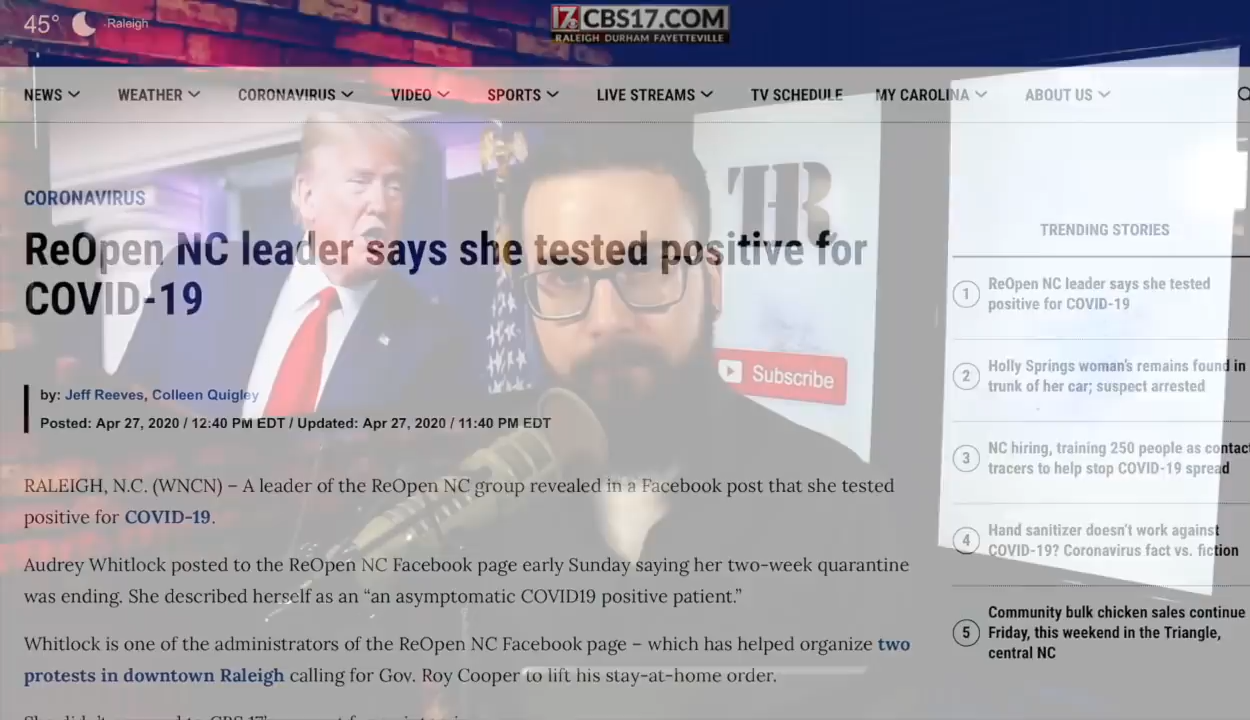 45° Raleigh
17 CBS17.COM
RALEIGH DURHAM FAYETTEVILLE
NEWS WEATHER CORONAVIRUS VIDEO SPORTS LIVE STREAMS TV SCHEDULE MY CAROLINA ABOUT US
CORONAVIRUS
ReOpen NC leader says she tested positive for
COVID-19
by: Jeff Reeves, Colleen Quigley
Posted: Apr 27, 2020 / 12:40 PM EDT / Updated: Apr 27, 2020 / 11:40 PM EDT
RALEIGH, N.C. (WNCN) – A leader of the ReOpen NC group revealed in a Facebook post that she tested
positive for COVID-19.
Audrey Whitlock posted to the ReOpen NC Facebook page early Sunday saying her two-week quarantine
was ending. She described herself as an “an asymptomatic COVID19 positive patient.”
Whitlock is one of the administrators of the ReOpen NC Facebook page – which has helped organize two
protests in downtown Raleigh calling for Gov. Roy Cooper to lift his stay-at-home order.
THR
Subscribe
TRENDING STORIES
1 ReOpen NC leader says she tested
positive for COVID-19
2 Holly Springs woman's remains found in
trunk of her car; suspect arrested
3 NC hiring, training 250 people as contact
tracers to help stop COVID-19 spread
4 Hand sanitizer doesn't work against
COVID-19? Coronavirus fact vs. fiction
5 Community bulk chicken sales continue
Friday, this weekend in the Triangle,
central NC